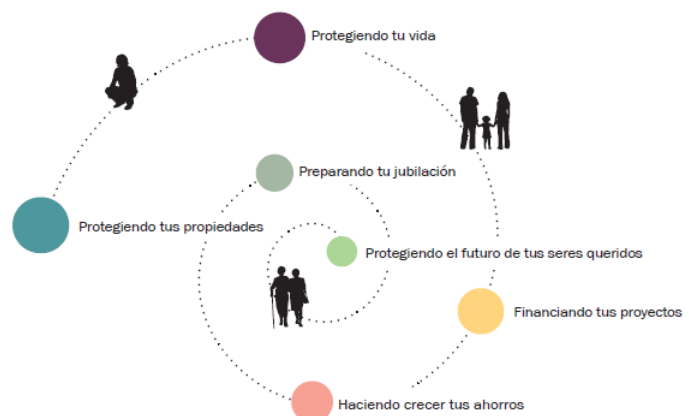 Protegiendo tu vida
Preparando tu jubilación
Protegiendo tus propiedades
Protegiendo el futuro de tus seres queridos
Financiando tus proyectos
Haciendo crecer tus ahorros